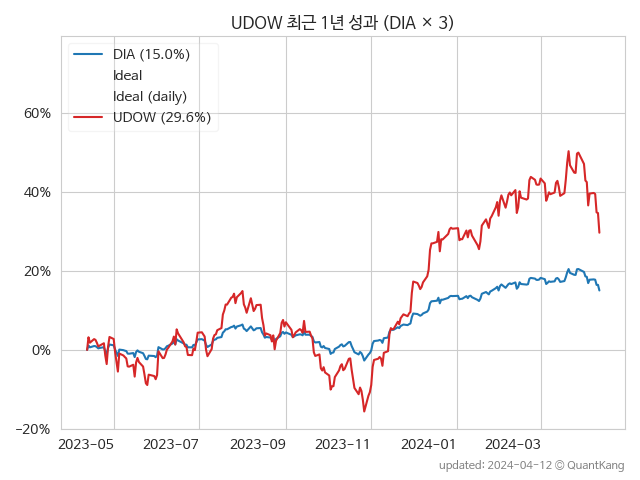 UDOW 최근 1년 성과 (DIA × 3)
DIA (15.0%)
Ideal
Ideal (daily)
UDOW (29.6%)
60%
40%
20%
0%
−20%
2023-05 2023-07 2023-09 2023-11 2024-01 2024-03
updated: 2024-04-12 © QuantKang